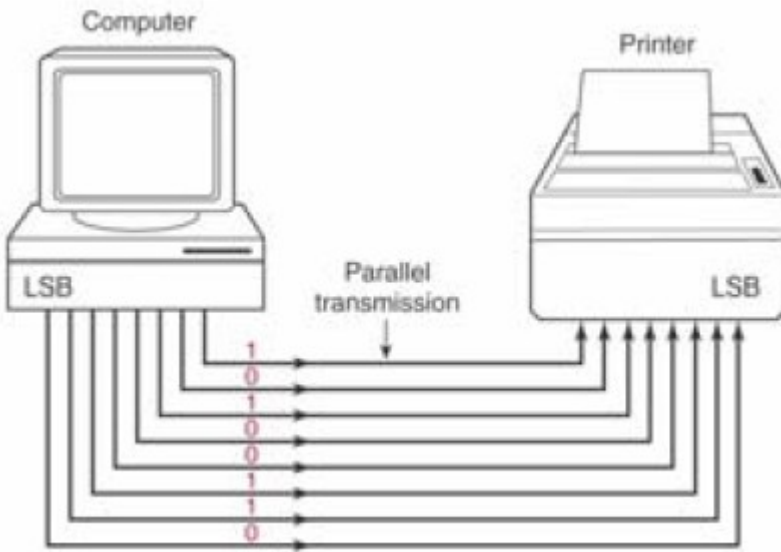 Computer
Printer
LSB
Parallel
transmission
LSB
1
0
1
0
0
1
1
0